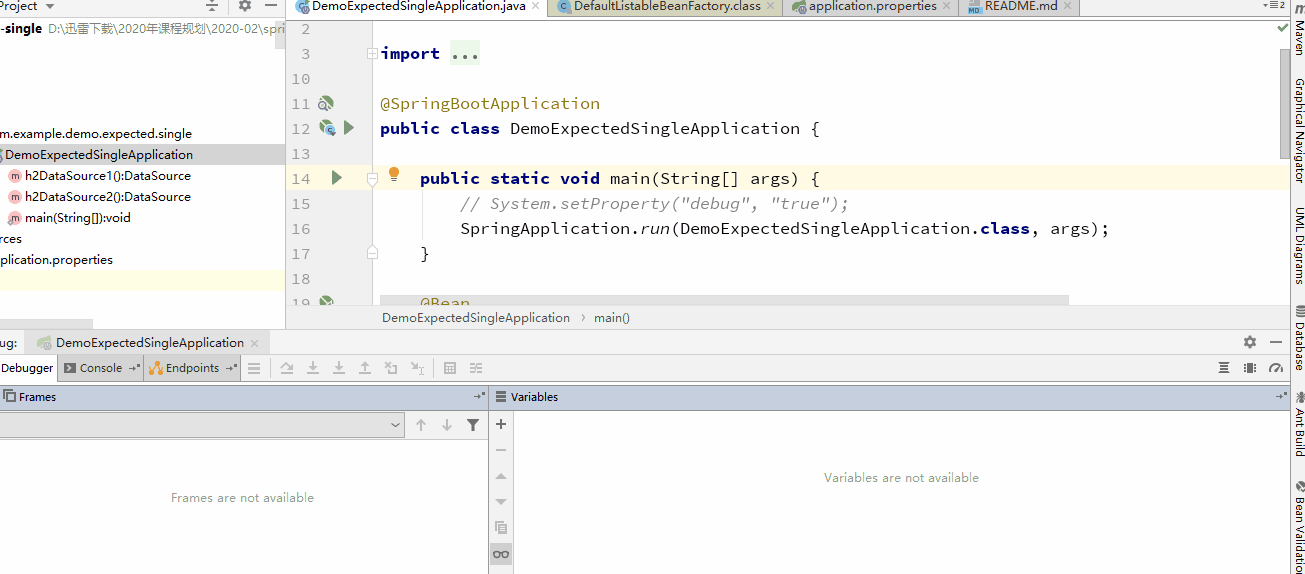 Project
-single D:\迅雷下载\2020年课程规划\2020-02\spri
m.example.demo.expected.single
DemoExpectedSingleApplication
h2DataSource1():DataSource
h2DataSource2():DataSource
main(String[]):void
rces
plication.properties
DemoExpectedSingleApplication.java
DefaultListableBeanFactory.class
application.properties
README.md
2
2
3 import ...
10
11 @SpringBootApplication
12 public class DemoExpectedSingleApplication {
13
14 public static void main(String[] args) {
15 // System.setProperty("debug", "true");
16 SpringApplication.run(DemoExpectedSingleApplication.class, args);
17 }
18
19 @Bean
DemoExpectedSingleApplication › main()
Maven
Graphical Navigator
UML Diagrams
Database
Ant Build
Bean Validation
ug: DemoExpectedSingleApplication
Debugger Console Endpoints
Frames
Variables
Frames are not available
Variables are not available